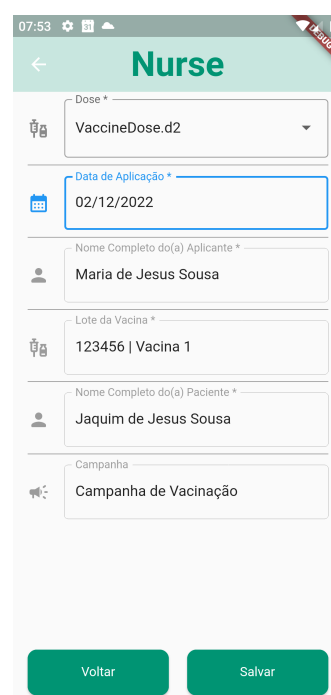 07:53 31
DEBUG
Nurse
Dose *
VaccineDose.d2
Data de Aplicação *
02/12/2022
Nome Completo do(a) Aplicante *
Maria de Jesus Sousa
Lote da Vacina *
123456 | Vacina 1
Nome Completo do(a) Paciente *
Jaquim de Jesus Sousa
Campanha
Campanha de Vacinação
Voltar Salvar